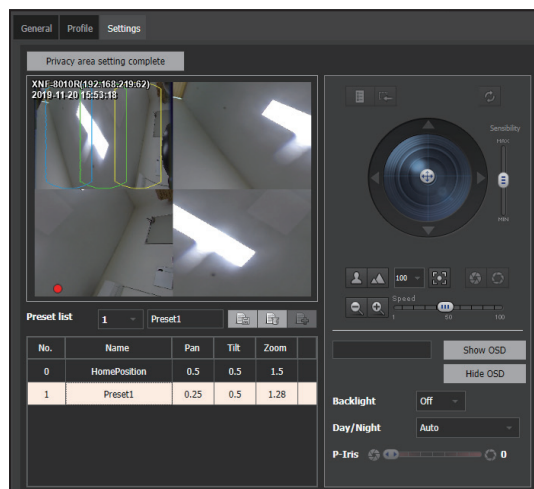 General Profile Settings
Privacy area setting complete
XNF-8010R(192:168:219:62)
2019-11-20 15:53:18
Sensibility
MAX
MIN
100
Speed
1 50 100
Preset list 1 Preset1
No. Name Pan Tilt Zoom
0 HomePosition 0.5 0.5 1.5
1 Preset1 0.25 0.5 1.28
Show OSD
Hide OSD
Backlight Off
Day/Night Auto
P-Iris 0